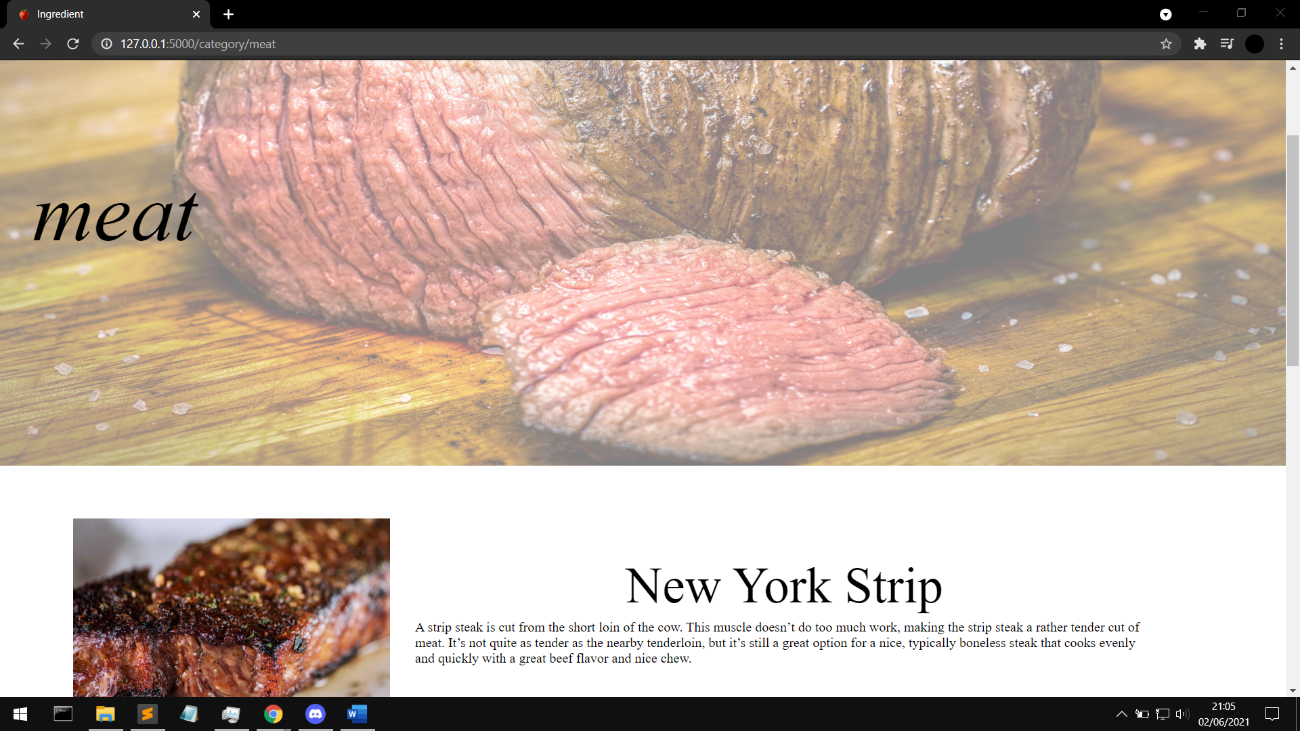 Ingredient
127.0.0.1:5000/category/meat
meat
New York Strip
A strip steak is cut from the short loin of the cow. This muscle doesn’t do too much work, making the strip steak a rather tender cut of
meat. It’s not quite as tender as the nearby tenderloin, but it’s still a great option for a nice, typically boneless steak that cooks evenly
and quickly with a great beef flavor and nice chew.
21:05
02/06/2021